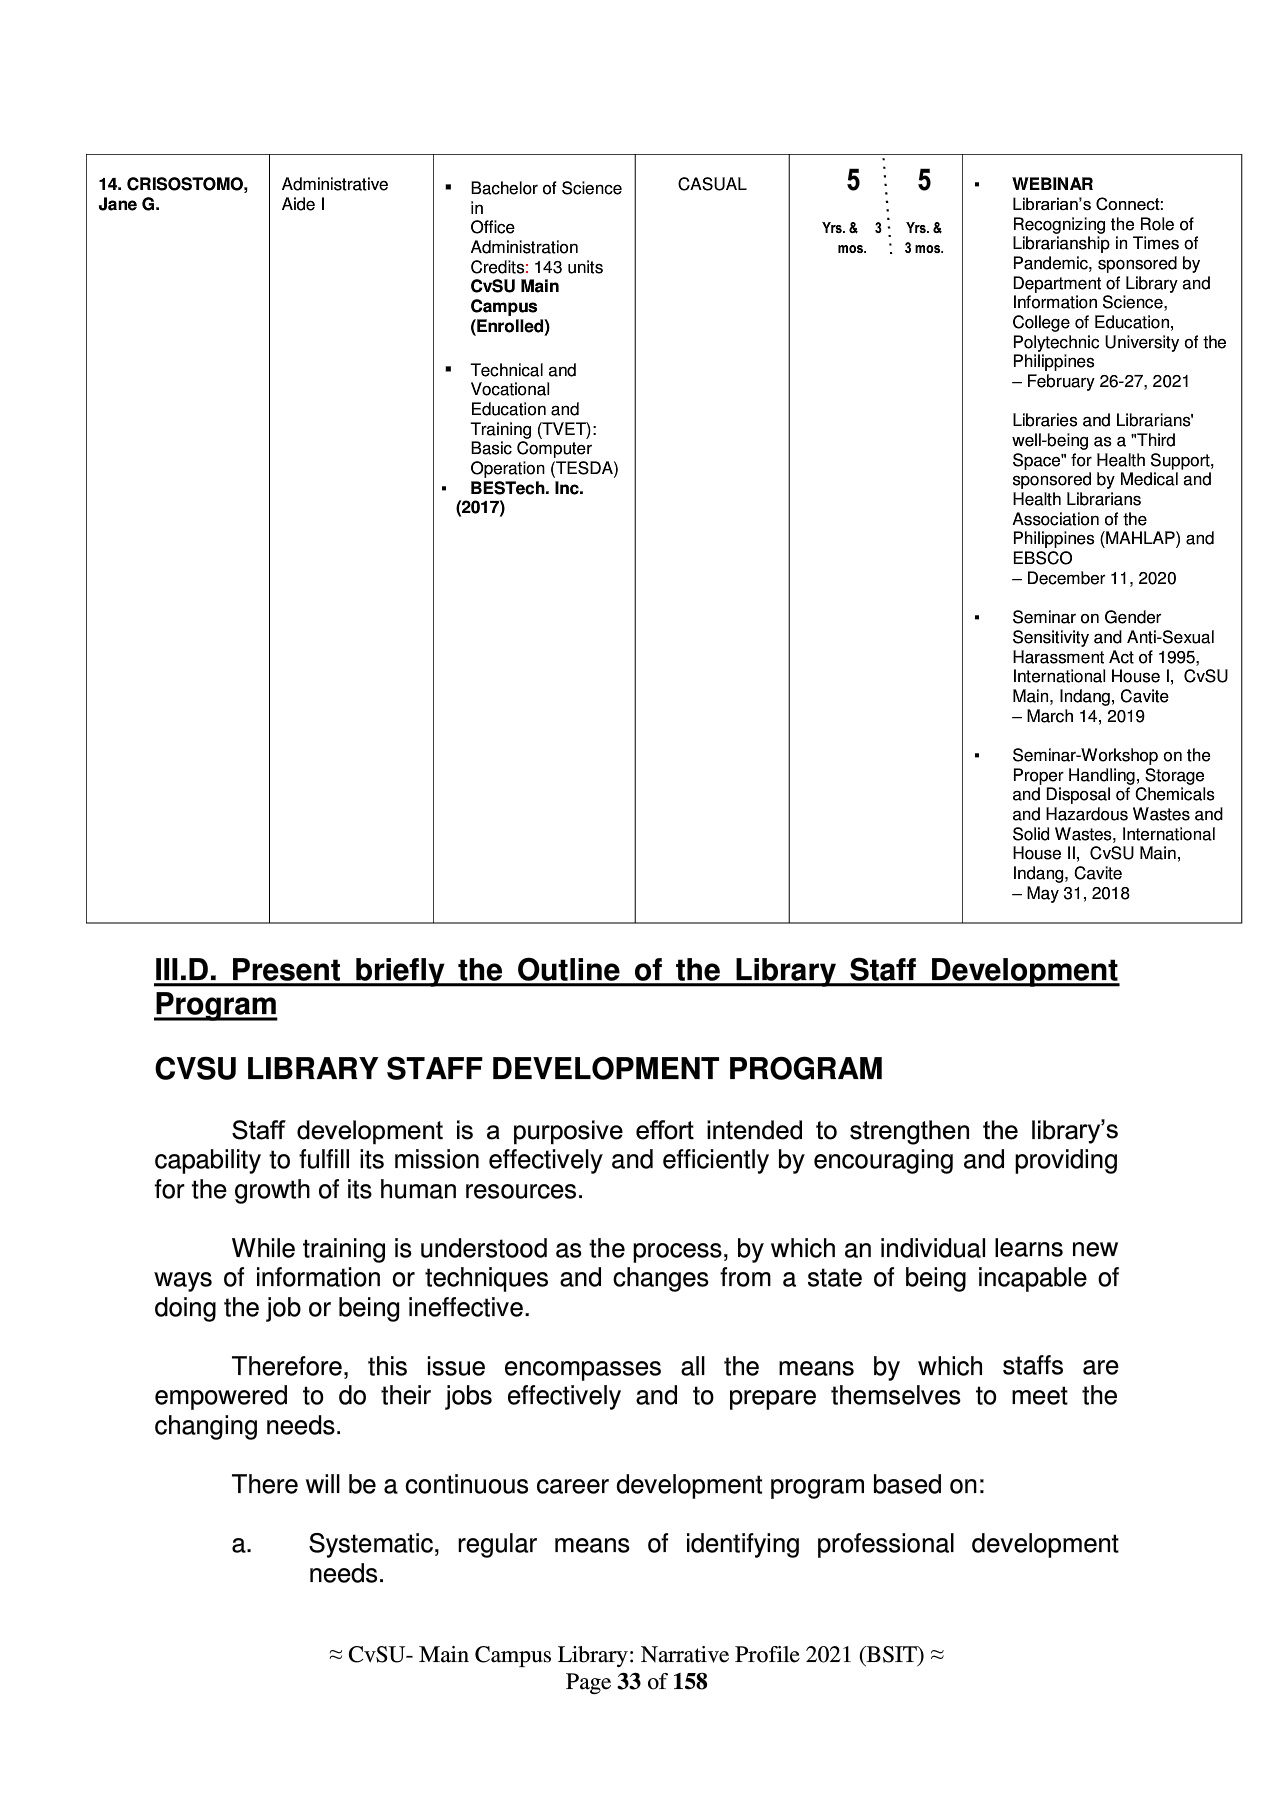 14. CRISOSTOMO,
Jane G.
Administrative
Aide I
▪ Bachelor of Science
in
Office
Administration
Credits: 143 units
CvSU Main
Campus
(Enrolled)
▪ Technical and
Vocational
Education and
Training (TVET):
Basic Computer
Operation (TESDA)
▪ BESTech. Inc.
(2017)
CASUAL
5
Yrs. & 3
mos.
5
Yrs. &
3 mos.
▪ WEBINAR
Librarian's Connect:
Recognizing the Role of
Librarianship in Times of
Pandemic, sponsored by
Department of Library and
Information Science,
College of Education,
Polytechnic University of the
Philippines
– February 26-27, 2021
Libraries and Librarians'
well-being as a "Third
Space" for Health Support,
sponsored by Medical and
Health Librarians
Association of the
Philippines (MAHLAP) and
EBSCO
– December 11, 2020
▪ Seminar on Gender
Sensitivity and Anti-Sexual
Harassment Act of 1995,
International House I, CvSU
Main, Indang, Cavite
– March 14, 2019
▪ Seminar-Workshop on the
Proper Handling, Storage
and Disposal of Chemicals
and Hazardous Wastes and
Solid Wastes, International
House II, CvSU Main,
Indang, Cavite
– May 31, 2018
III.D. Present briefly the Outline of the Library Staff Development
Program
CVSU LIBRARY STAFF DEVELOPMENT PROGRAM
Staff development is a purposive effort intended to strengthen the library's
capability to fulfill its mission effectively and efficiently by encouraging and providing
for the growth of its human resources.
While training is understood as the process, by which an individual learns new
ways of information or techniques and changes from a state of being incapable of
doing the job or being ineffective.
Therefore, this issue encompasses all the means by which staffs are
empowered to do their jobs effectively and to prepare themselves to meet the
changing needs.
There will be a continuous career development program based on:
a. Systematic, regular means of identifying professional development
needs.
≈ CvSU- Main Campus Library: Narrative Profile 2021 (BSIT) ≈
Page 33 of 158